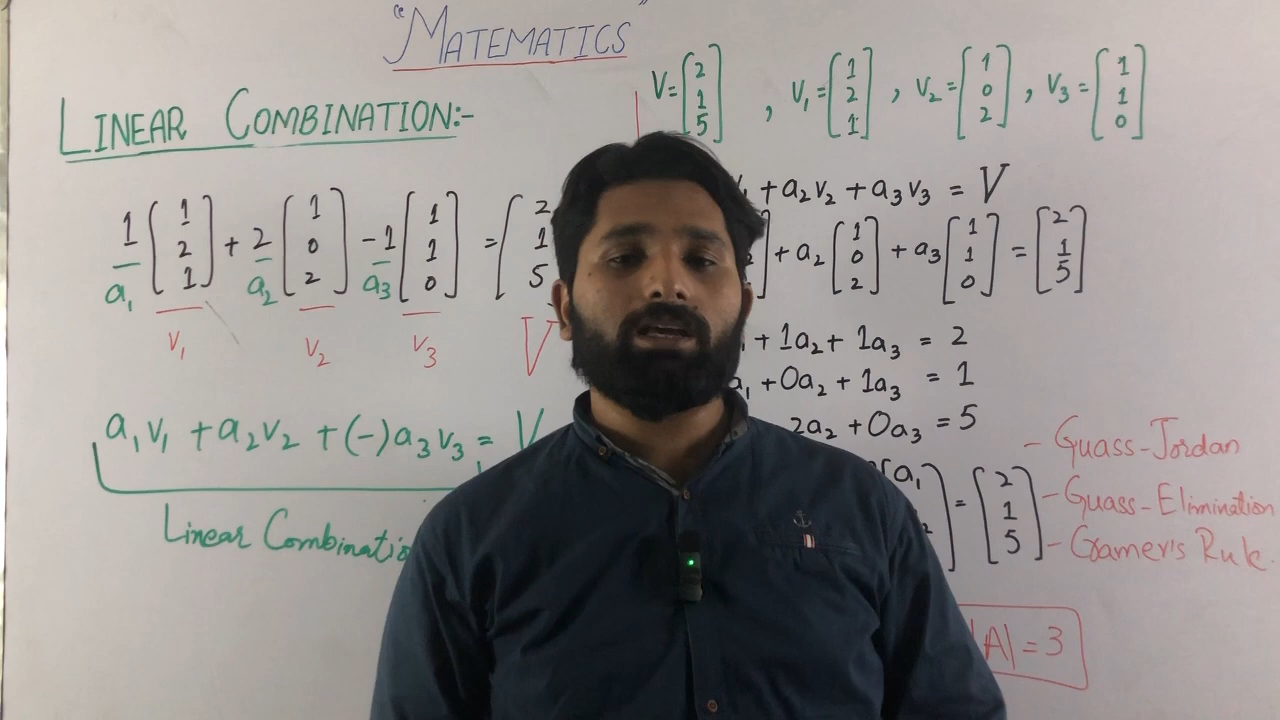 "MATEMATICS"
LINEAR COMBINATION:-
1/a₁ [1 2 1] + 2/a₂ [1 0 2] -1/a₃ [1 1 0] = [2 1 5
v₁ v₂ v₃ V
a₁v₁ + a₂v₂ + (-)a₃v₃ = V
Linear Combinatio
V = [2 1 5] , v₁ = [1 2 1] , v₂ = [1 0 2] , v₃ = [1 1 0]
+ a₂v₂ + a₃v₃ = V
] + a₂ [1 0 2] + a₃ [1 1 0] = [2 1 5]
+ 1a₂ + 1a₃ = 2
a₁ + 0a₂ + 1a₃ = 1
2a₂ + 0a₃ = 5
[a₁ ] = [2 1 5]
- Guass-Jordan
- Guass-Elimination
- Cramer's Rule.
|A| = 3